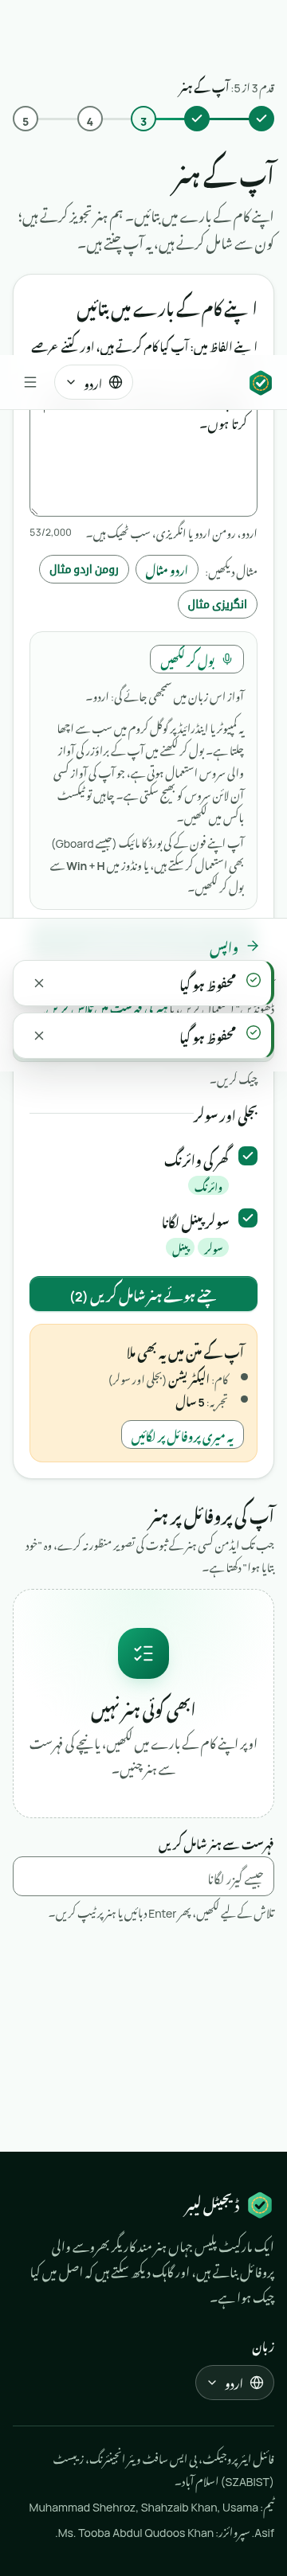 قدم 3 از 5: آپ کے ہنر
3
4
5
آپ کے ہنر
اپنے کام کے بارے میں بتائیں۔ ہم ہنر تجویز کرتے ہیں؛
کون سے شامل کرنے ہیں، یہ آپ چنتے ہیں۔
اپنے کام کے بارے میں بتائیں
اپنے الفاظ میں: آپ کیا کام کرتے ہیں، اور کتنے عرصے
اردو
کرتا ہوں۔
اردو، رومن اردو یا انگریزی، سب ٹھیک ہیں۔
53/2,000
مثال دیکھیں:
اردو مثال
رومن اردو مثال
انگریزی مثال
بول کر لکھیں
آواز اس زبان میں سمجھی جائے گی: اردو۔
یہ کمپیوٹر یا اینڈرائیڈ پر گوگل کروم میں سب سے اچھا
چلتا ہے۔ بول کر لکھنے میں آپ کے براؤزر کی آواز
والی سروس استعمال ہوتی ہے، جو آپ کی آواز کسی
آن لائن سروس کو بھیج سکتی ہے۔ چاہیں تو ٹیکسٹ
باکس میں لکھیں۔
آپ اپنے فون کے کی بورڈ کا مائیک (جیسے Gboard)
بھی استعمال کر سکتے ہیں، یا ونڈوز میں Win + H سے
بول کر لکھیں۔
واپس
محفوظ ہو گیا
محفوظ ہو گیا
چیک کریں۔
بجلی اور سولر
گھر کی وائرنگ
وائرنگ
سولر پینل لگانا
سولر
پینل
چنے ہوئے ہنر شامل کریں (2)
آپ کے متن میں یہ بھی ملا
کام: الیکٹریشن (بجلی اور سولر)
تجربہ: 5 سال
یہ میری پروفائل پر لگائیں
آپ کی پروفائل پر ہنر
جب تک ایڈمن کسی ہنر کے ثبوت کی تصویر منظور نہ کرے، وہ "خود
بتایا ہوا" دکھتا ہے۔
ابھی کوئی ہنر نہیں
اوپر اپنے کام کے بارے میں لکھیں، یا نیچے کی فہرست
سے ہنر چنیں۔
فہرست سے ہنر شامل کریں
جیسے گیزر لگانا
تلاش کے لیے لکھیں، پھر Enter دبائیں یا ہنر پر ٹیپ کریں۔
ڈیجیٹل لیبر
ایک مارکیٹ پلیس جہاں ہنر مند کاریگر بھروسے والی
پروفائل بناتے ہیں، اور گاہک دیکھ سکتے ہیں کہ اصل میں کیا
چیک ہوا ہے۔
زبان
اردو
فائنل ایئر پروجیکٹ، بی ایس سافٹ ویئر انجینئرنگ، زیبسٹ
(SZABIST) اسلام آباد۔
ٹیم: Muhammad Shehroz, Shahzaib Khan, Usama
Asif. سپروائزر: Ms. Tooba Abdul Qudoos Khan.